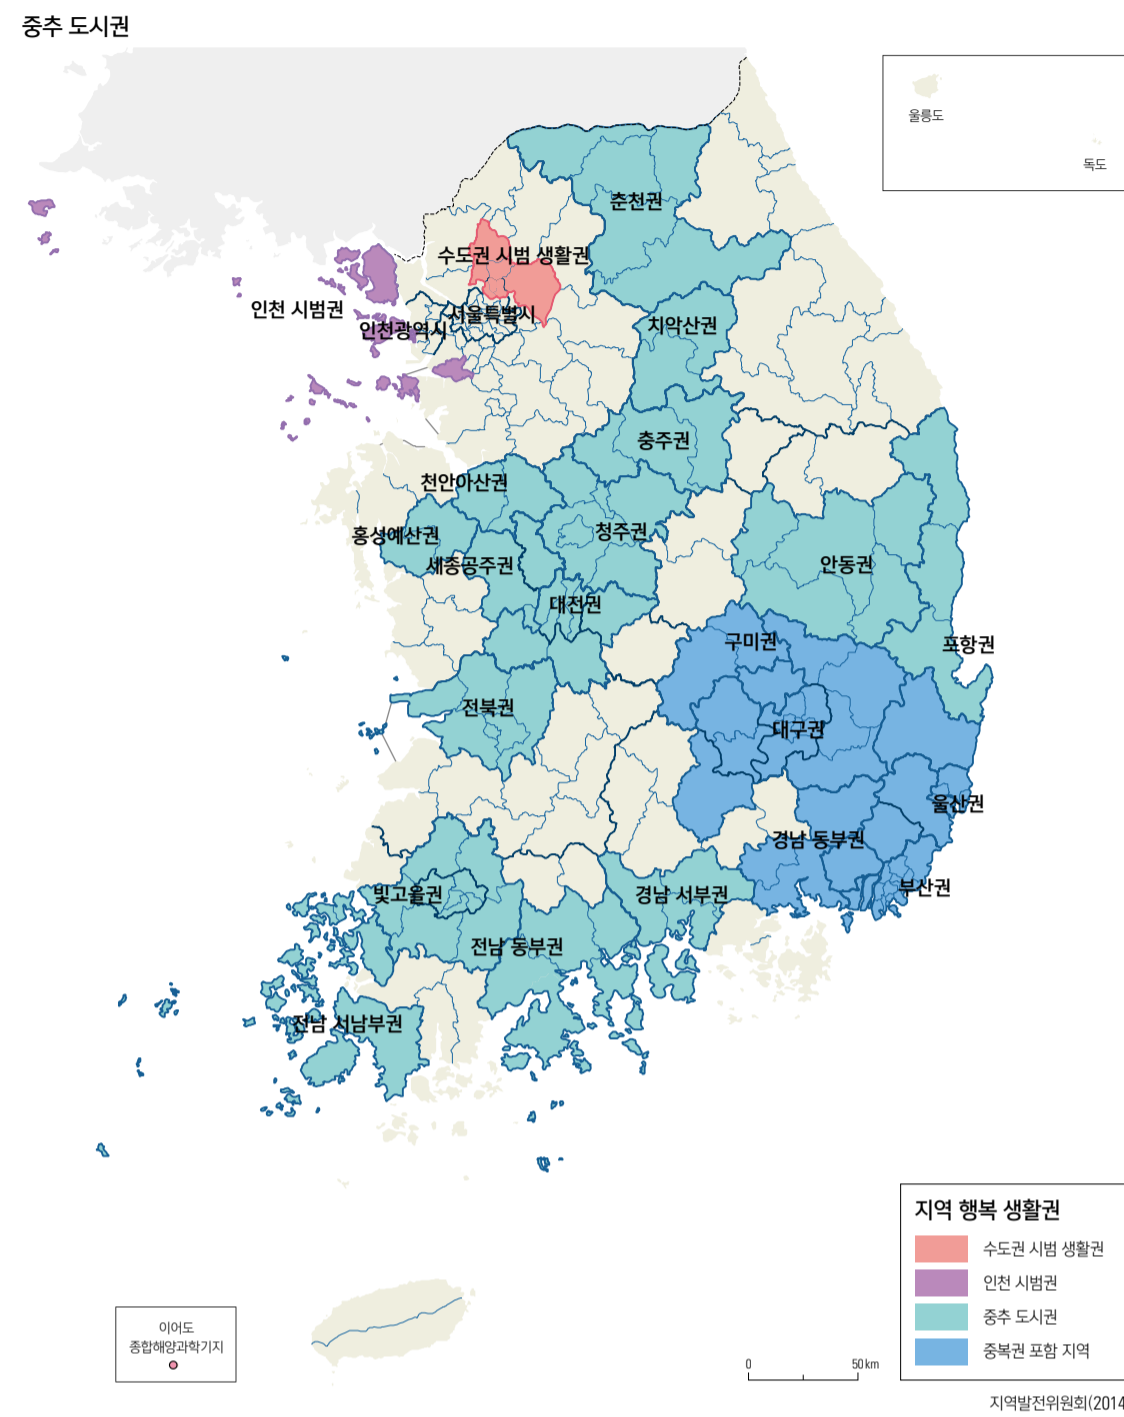 중추 도시권
울릉도
독도
춘천권
수도권 시범 생활권
인천 시범권
서울특별시
인천광역시
치악산권
충주권
천안아산권
청주권
홍성예산권
세종공주권
안동권
대전권
구미권
포항권
전북권
대구권
울산권
경남 동부권
부산권
빛고을권
경남 서부권
전남 동부권
전남 서남부권
지역 행복 생활권
수도권 시범 생활권
인천 시범권
중추 도시권
중복권 포함 지역
이어도
종합해양과학기지
0 50 km
지역발전위원회(2014